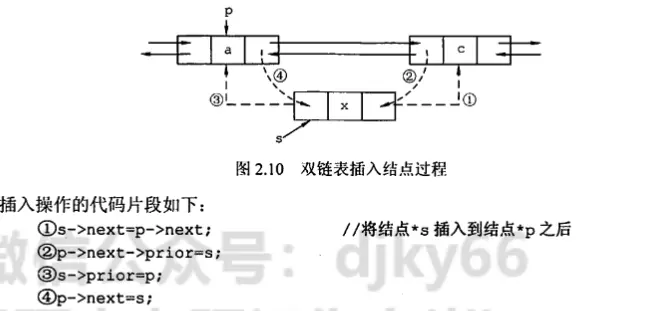 p
a
c
④
②
③
x
①
s
图 2.10 双链表插入结点过程
插入操作的代码片段如下：
①s->next=p->next; //将结点*s 插入到结点*p 之后
②p->next->prior=s;
③s->prior=p;
④p->next=s;
微信公众号：djky66